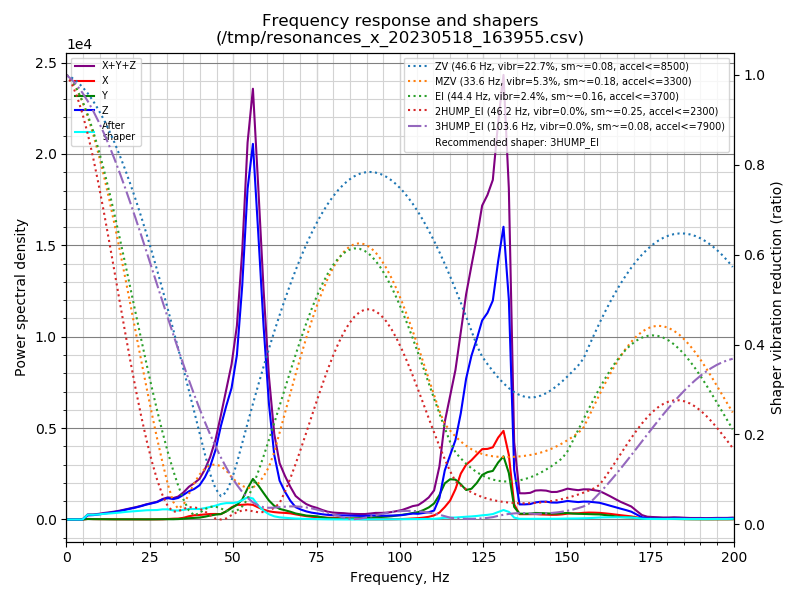 Frequency response and shapers
(/tmp/resonances_x_20230518_163955.csv)
1e4
X+Y+Z
X
Y
Z
After
shaper
ZV (46.6 Hz, vibr=22.7%, sm~=0.08, accel<=8500)
MZV (33.6 Hz, vibr=5.3%, sm~=0.18, accel<=3300)
EI (44.4 Hz, vibr=2.4%, sm~=0.16, accel<=3700)
2HUMP_EI (46.2 Hz, vibr=0.0%, sm~=0.25, accel<=2300)
3HUMP_EI (103.6 Hz, vibr=0.0%, sm~=0.08, accel<=7900)
Recommended shaper: 3HUMP_EI
2.5
2.0
1.5
1.0
0.5
0.0
Power spectral density
1.0
0.8
0.6
0.4
0.2
0.0
Shaper vibration reduction (ratio)
0 25 50 75 100 125 150 175 200
Frequency, Hz